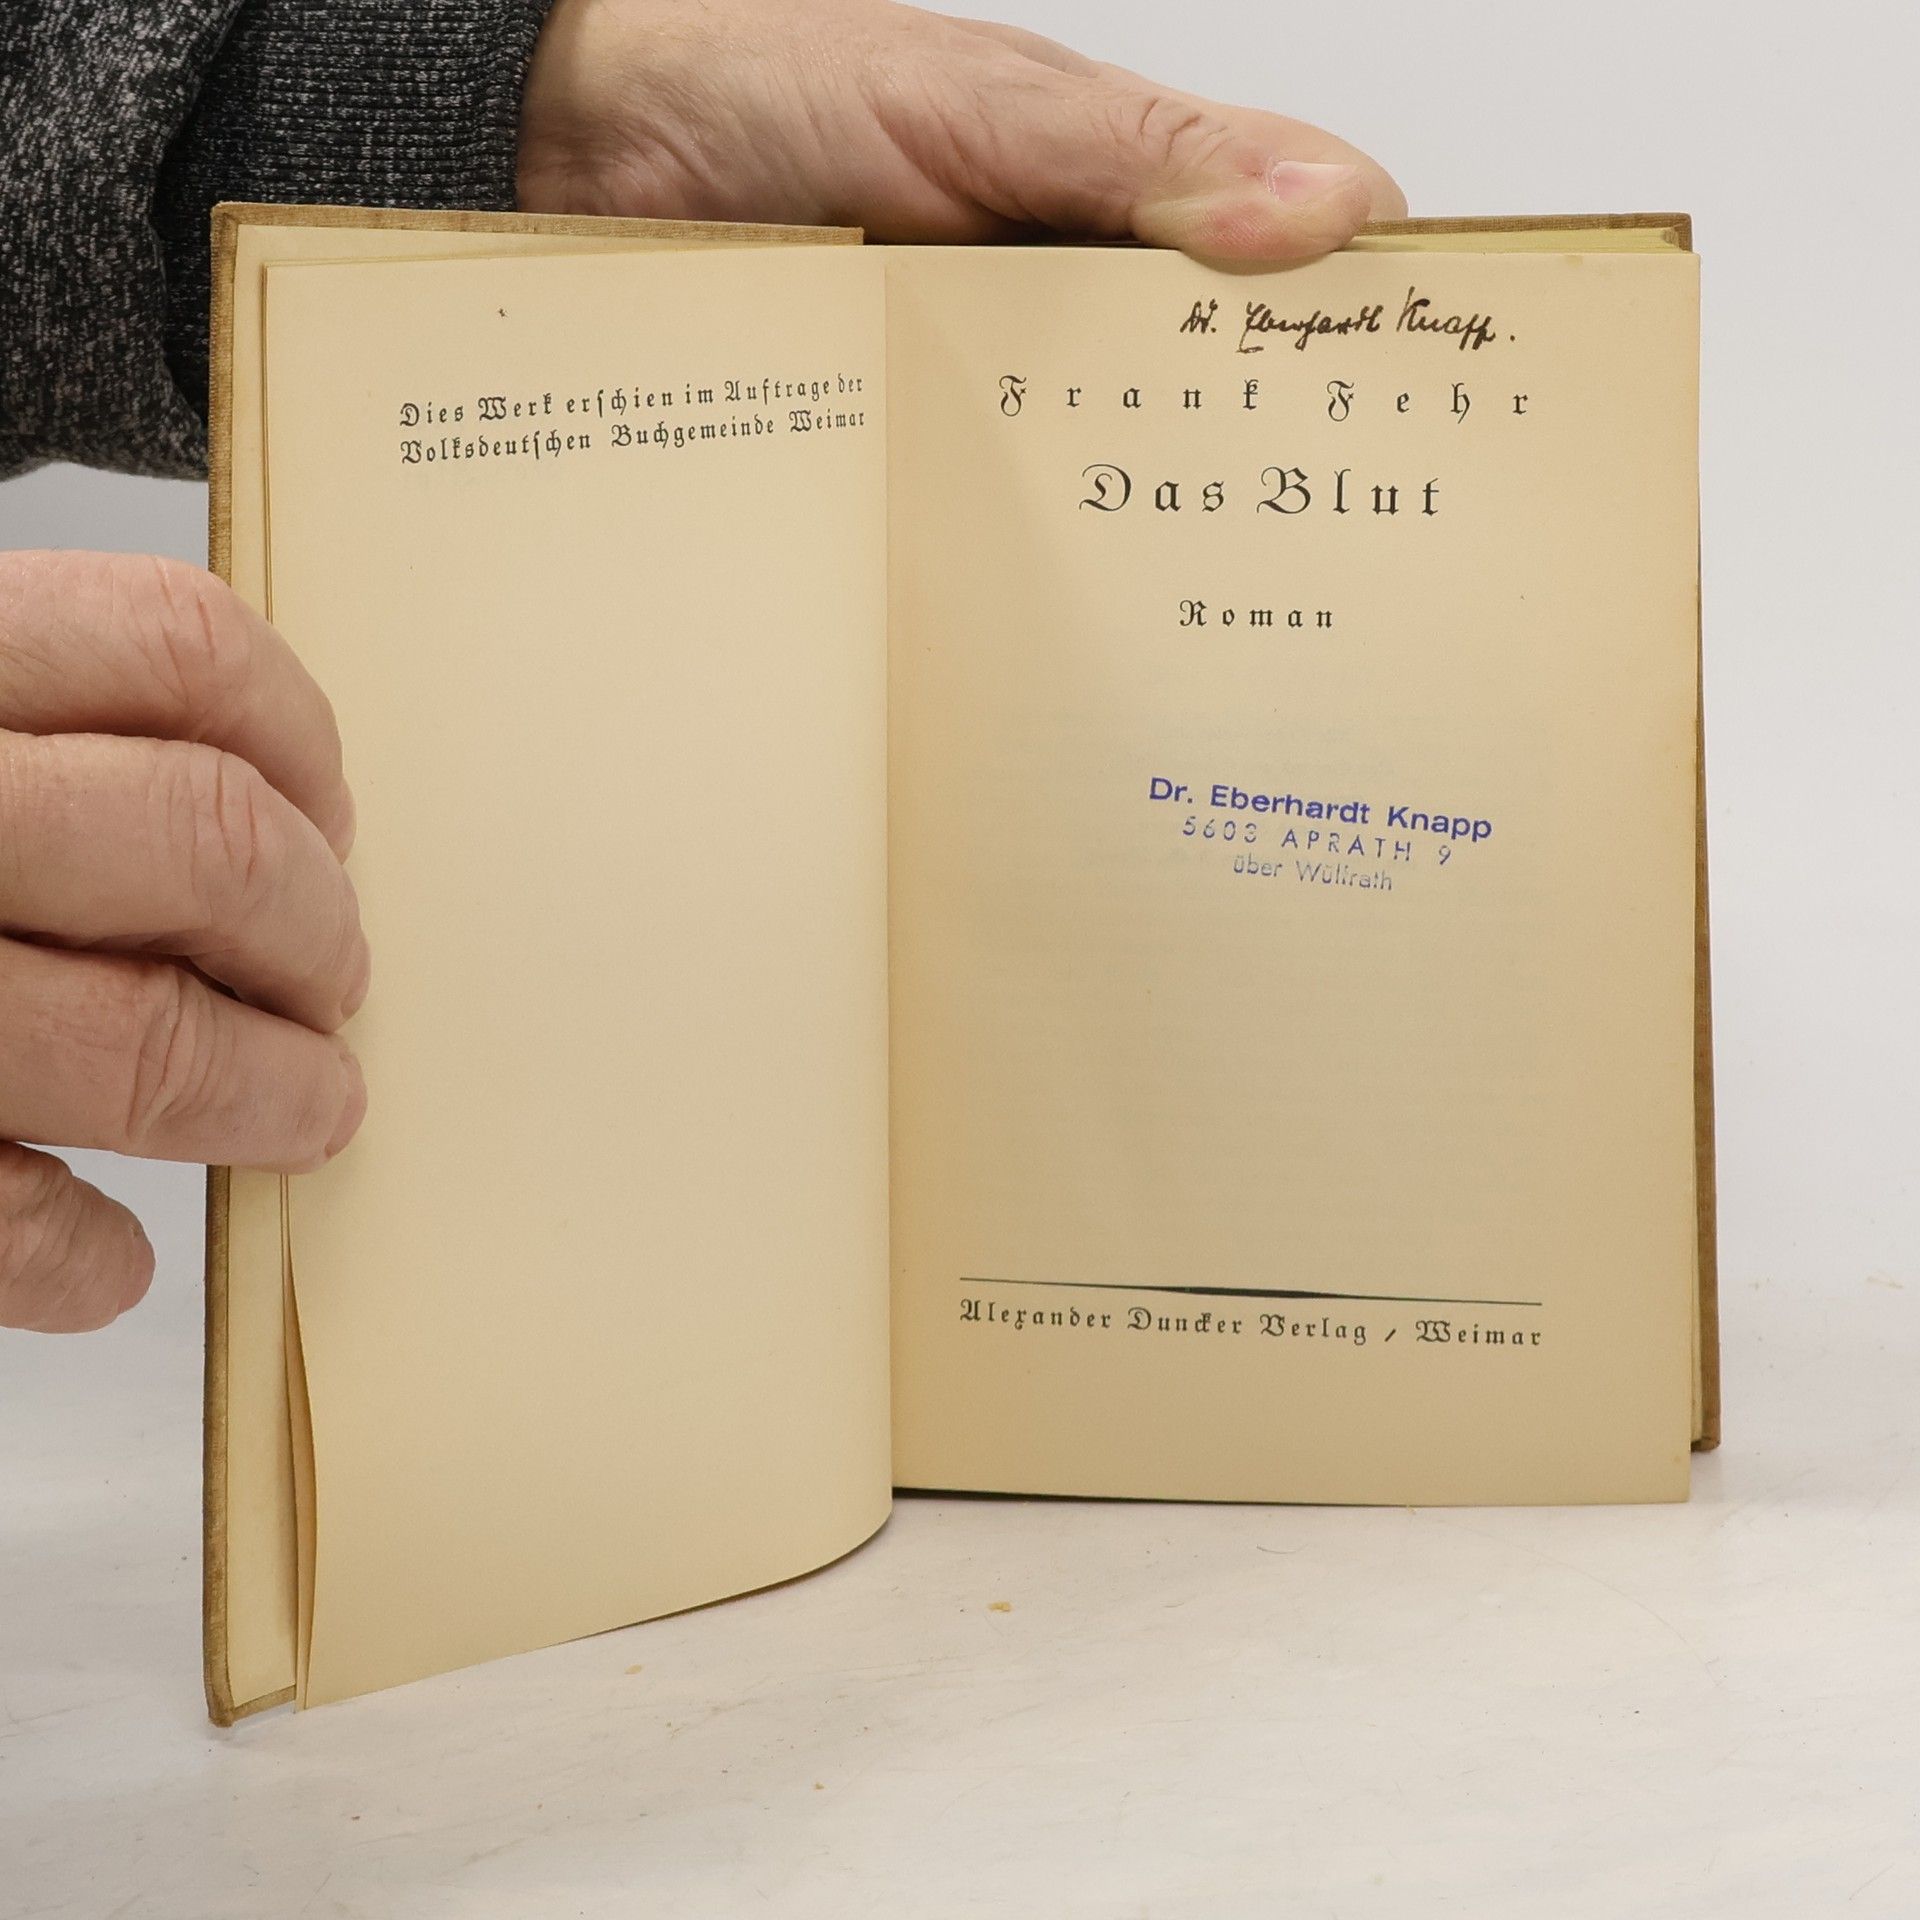 Dies Werk erschien im Auftrage der
Volksdeutschen Buchgemeinde Weimar
Dr. Eberhardt Knapp.
Frank Fehr
Das Blut
Roman
Dr. Eberhardt Knapp
5603 APRATH 9
über Wülfrath
Alexander Duncker Verlag / Weimar